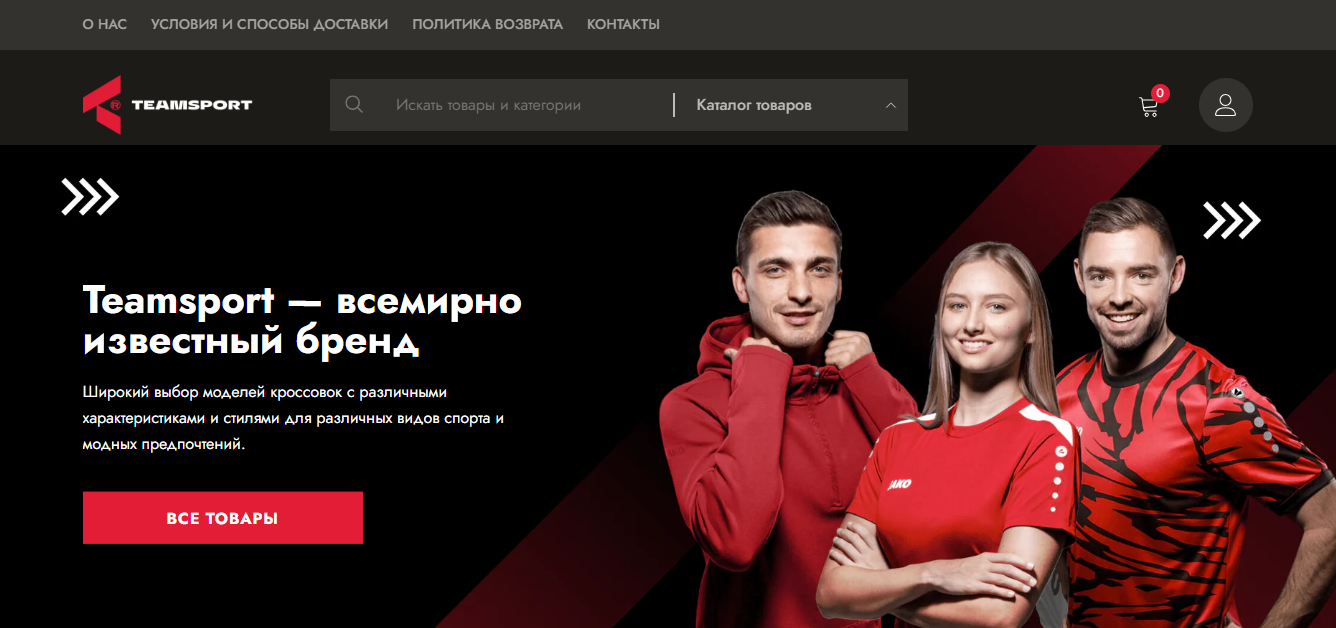 О НАС УСЛОВИЯ И СПОСОБЫ ДОСТАВКИ ПОЛИТИКА ВОЗВРАТА КОНТАКТЫ
® TEAMSPORT
Искать товары и категории
Каталог товаров
0
Teamsport — всемирно
известный бренд
Широкий выбор моделей кроссовок с различными
характеристиками и стилями для различных видов спорта и
модных предпочтений.
ВСЕ ТОВАРЫ
JAKO